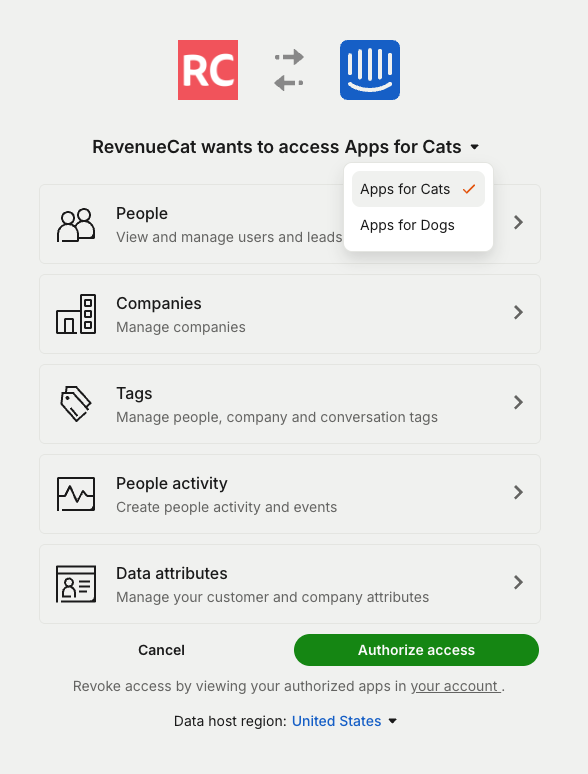 RC
RevenueCat wants to access Apps for Cats
Apps for Cats
Apps for Dogs
People
View and manage users and leads
Companies
Manage companies
Tags
Manage people, company and conversation tags
People activity
Create people activity and events
Data attributes
Manage your customer and company attributes
Cancel
Authorize access
Revoke access by viewing your authorized apps in your account .
Data host region: United States